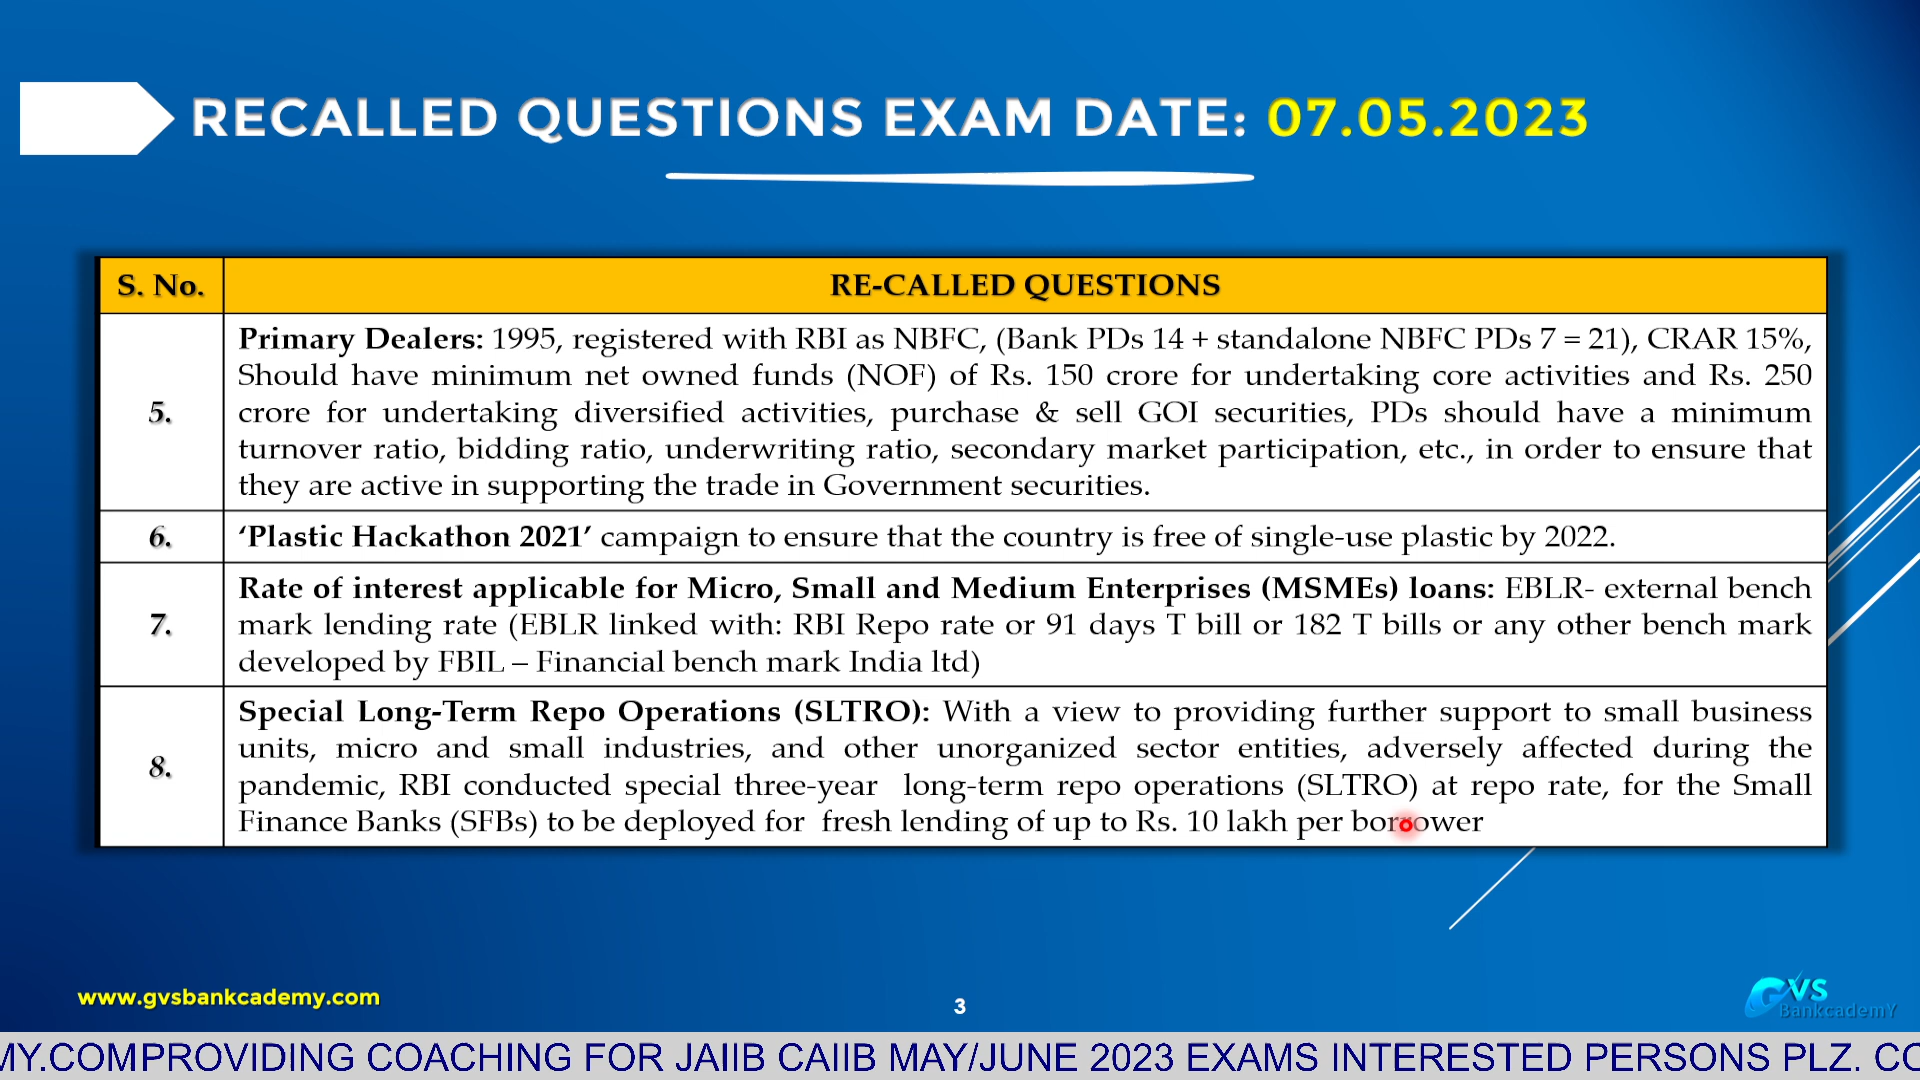 RECALLED QUESTIONS EXAM DATE: 07.05.2023
S. No. RE-CALLED QUESTIONS
5. Primary Dealers: 1995, registered with RBI as NBFC, (Bank PDs 14 + standalone NBFC PDs 7 = 21), CRAR 15%,
Should have minimum net owned funds (NOF) of Rs. 150 crore for undertaking core activities and Rs. 250
crore for undertaking diversified activities, purchase & sell GOI securities, PDs should have a minimum
turnover ratio, bidding ratio, underwriting ratio, secondary market participation, etc., in order to ensure that
they are active in supporting the trade in Government securities.
6. ‘Plastic Hackathon 2021’ campaign to ensure that the country is free of single-use plastic by 2022.
7. Rate of interest applicable for Micro, Small and Medium Enterprises (MSMEs) loans: EBLR- external bench
mark lending rate (EBLR linked with: RBI Repo rate or 91 days T bill or 182 T bills or any other bench mark
developed by FBIL – Financial bench mark India ltd)
8. Special Long-Term Repo Operations (SLTRO): With a view to providing further support to small business
units, micro and small industries, and other unorganized sector entities, adversely affected during the
pandemic, RBI conducted special three-year long-term repo operations (SLTRO) at repo rate, for the Small
Finance Banks (SFBs) to be deployed for fresh lending of up to Rs. 10 lakh per borrower
www.gvsbankcademy.com
3
GVS
BankcademY
MY.COMPROVIDING COACHING FOR JAIIB CAIIB MAY/JUNE 2023 EXAMS INTERESTED PERSONS PLZ. CO